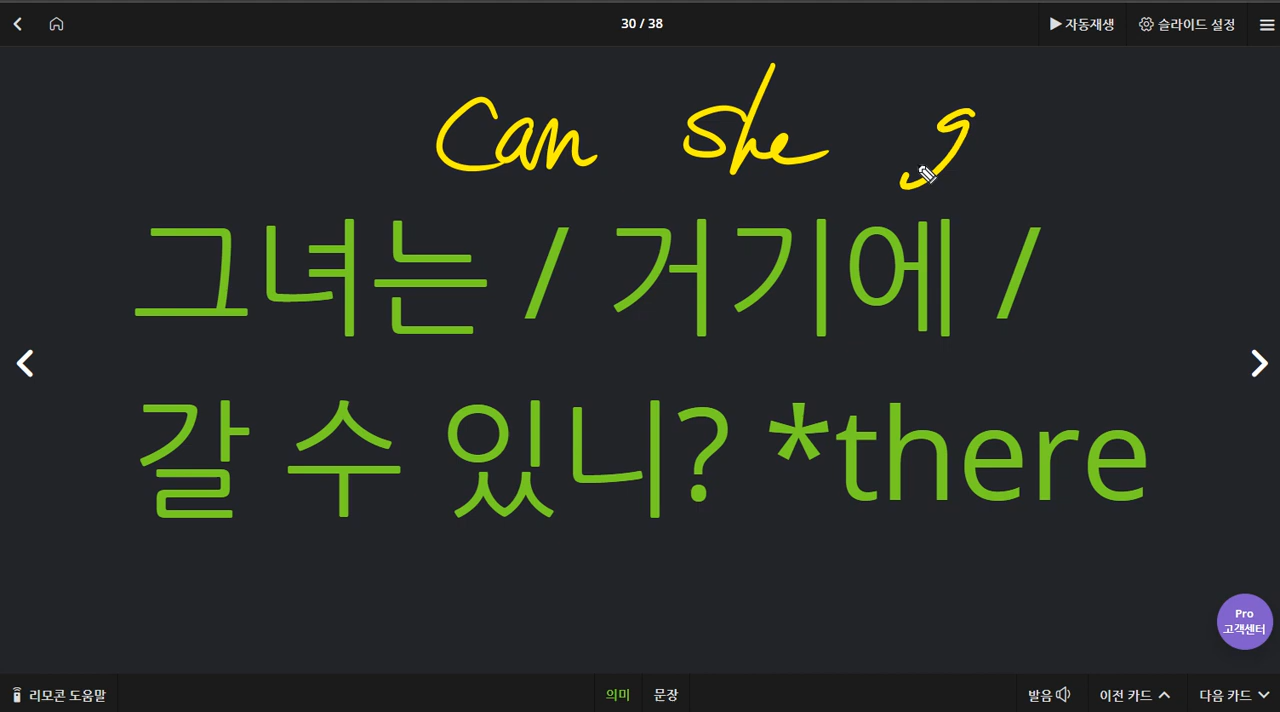 30 / 38
자동재생
슬라이드 설정
Can she g
그녀는 / 거기에 /
갈 수 있니? *there
Pro
고객센터
리모콘 도움말
의미
문장
발음
이전 카드
다음 카드